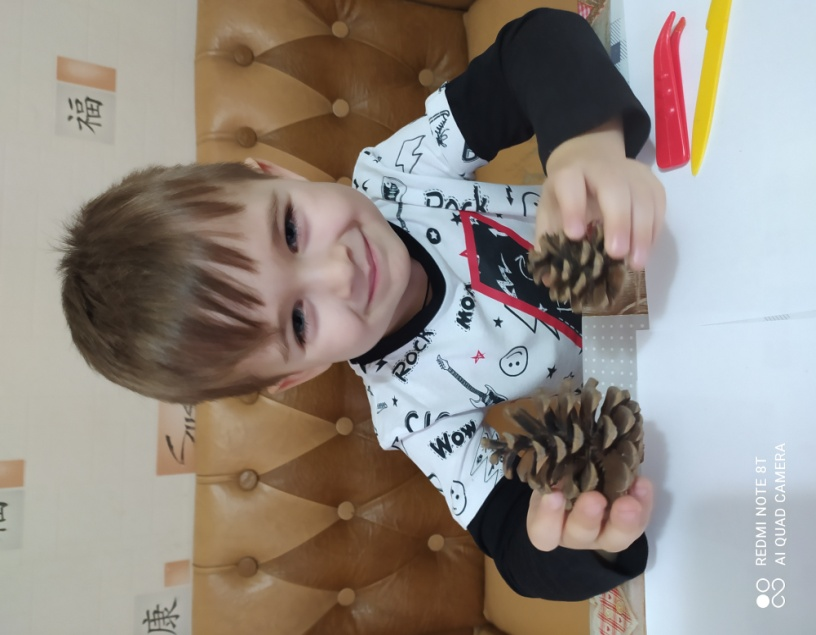 福
康
Rock
Rock
MO
Wow
REDMI NOTE 8T
AI QUAD CAMERA